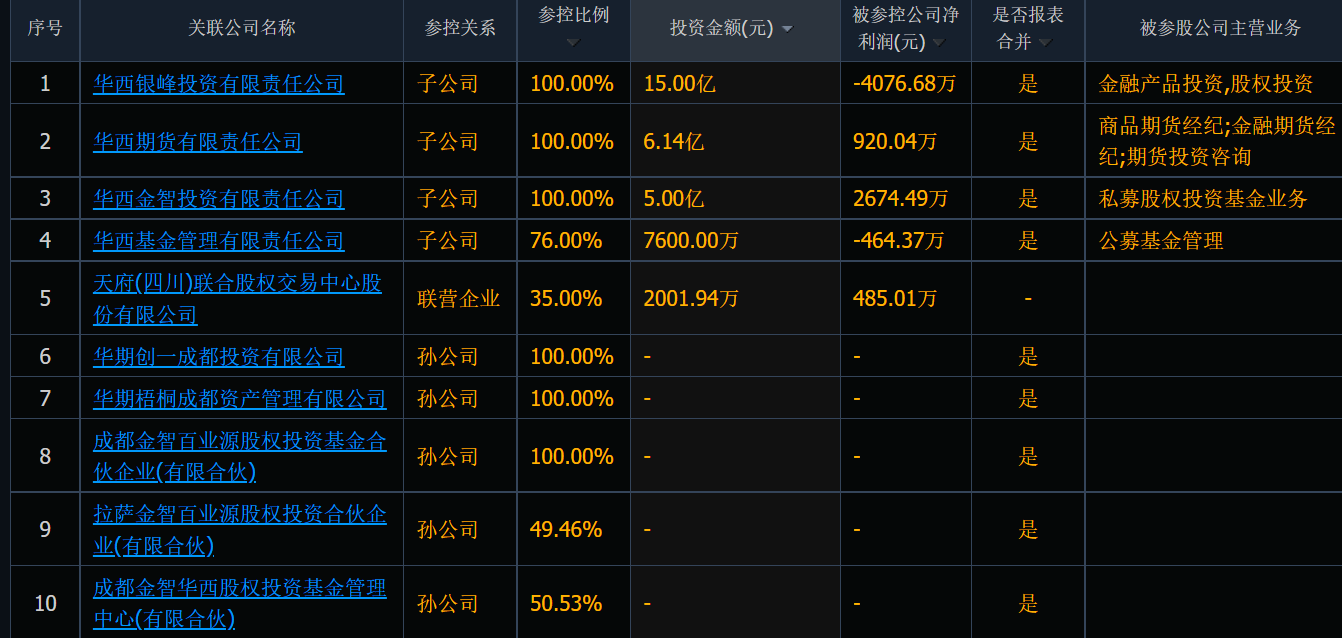 序号 关联公司名称 参控关系 参控比例 投资金额(元) 被参控公司净利润(元) 是否报表合并 被参股公司主营业务
1 华西银峰投资有限责任公司 子公司 100.00% 15.00亿 -4076.68万 是 金融产品投资,股权投资
2 华西期货有限责任公司 子公司 100.00% 6.14亿 920.04万 是 商品期货经纪;金融期货经
纪;期货投资咨询
3 华西金智投资有限责任公司 子公司 100.00% 5.00亿 2674.49万 是 私募股权投资基金业务
4 华西基金管理有限责任公司 子公司 76.00% 7600.00万 -464.37万 是 公募基金管理
5 天府(四川)联合股权交易中心股
份有限公司 联营企业 35.00% 2001.94万 485.01万 -
6 华期创一成都投资有限公司 孙公司 100.00% - - 是
7 华期梧桐成都资产管理有限公司 孙公司 100.00% - - 是
8 成都金智百业源股权投资基金合
伙企业(有限合伙) 孙公司 100.00% - - 是
9 拉萨金智百业源股权投资合伙企
业(有限合伙) 孙公司 49.46% - - 是
10 成都金智华西股权投资基金管理
中心(有限合伙) 孙公司 50.53% - - 是